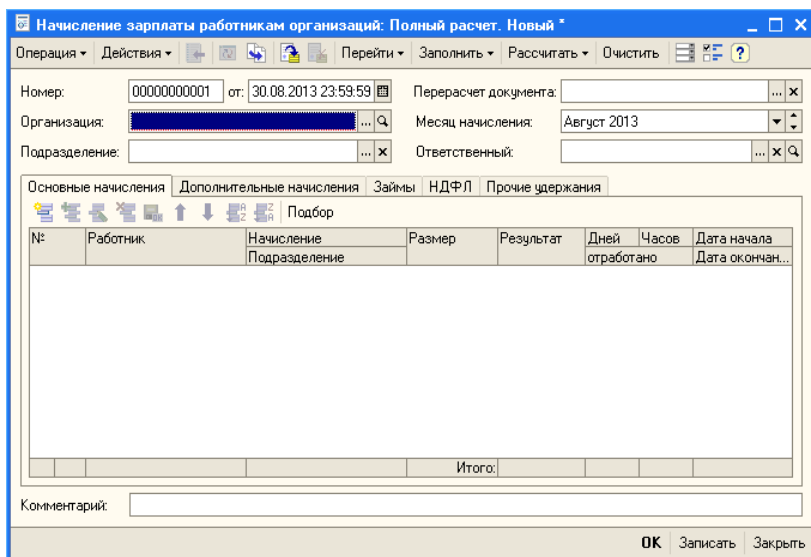 Начисление зарплаты работникам организаций: Полный расчет. Новый *
Операция Действия Перейти Заполнить Рассчитать Очистить
Номер: 00000000001 от: 30.08.2013 23:59:59 Перерасчет документа: ... x
Организация: ... Месяц начисления: Август 2013
Подразделение: ... x Ответственный: ... x
Основные начисления Дополнительные начисления Займы НДФЛ Прочие удержания
Подбор
№ Работник Начисление Размер Результат Дней Часов Дата начала
Подразделение отработано Дата окончан...
Итого:
Комментарий:
OK Записать Закрыть